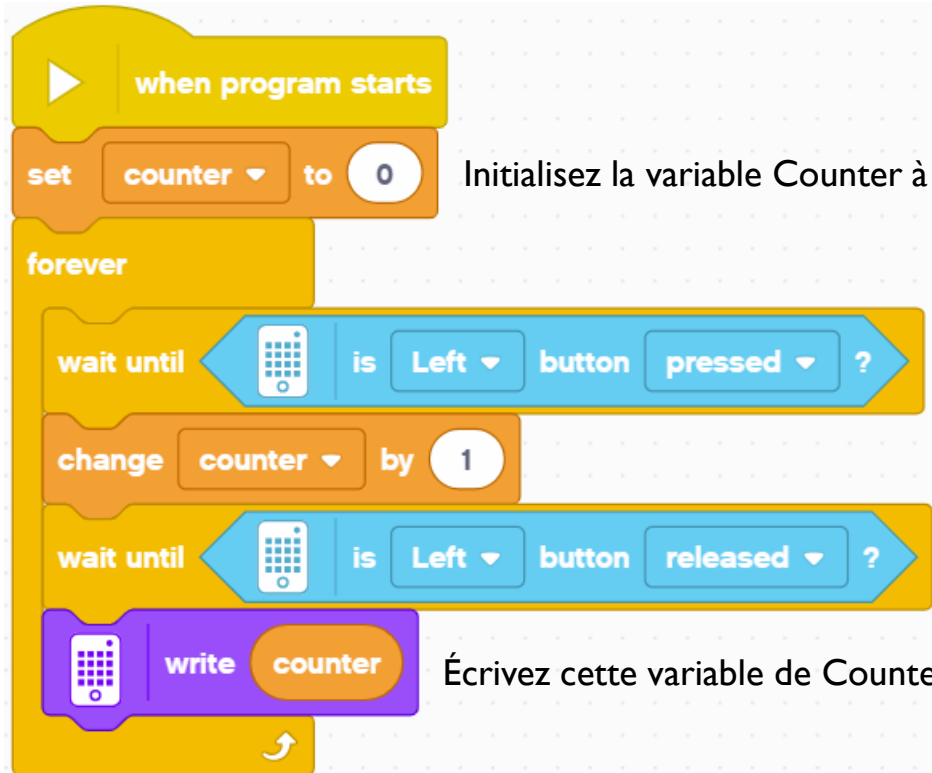 when program starts
set counter to 0 Initialisez la variable Counter à
forever
wait until is Left button pressed ?
change counter by 1
wait until is Left button released ?
write counter Écrivez cette variable de Counte